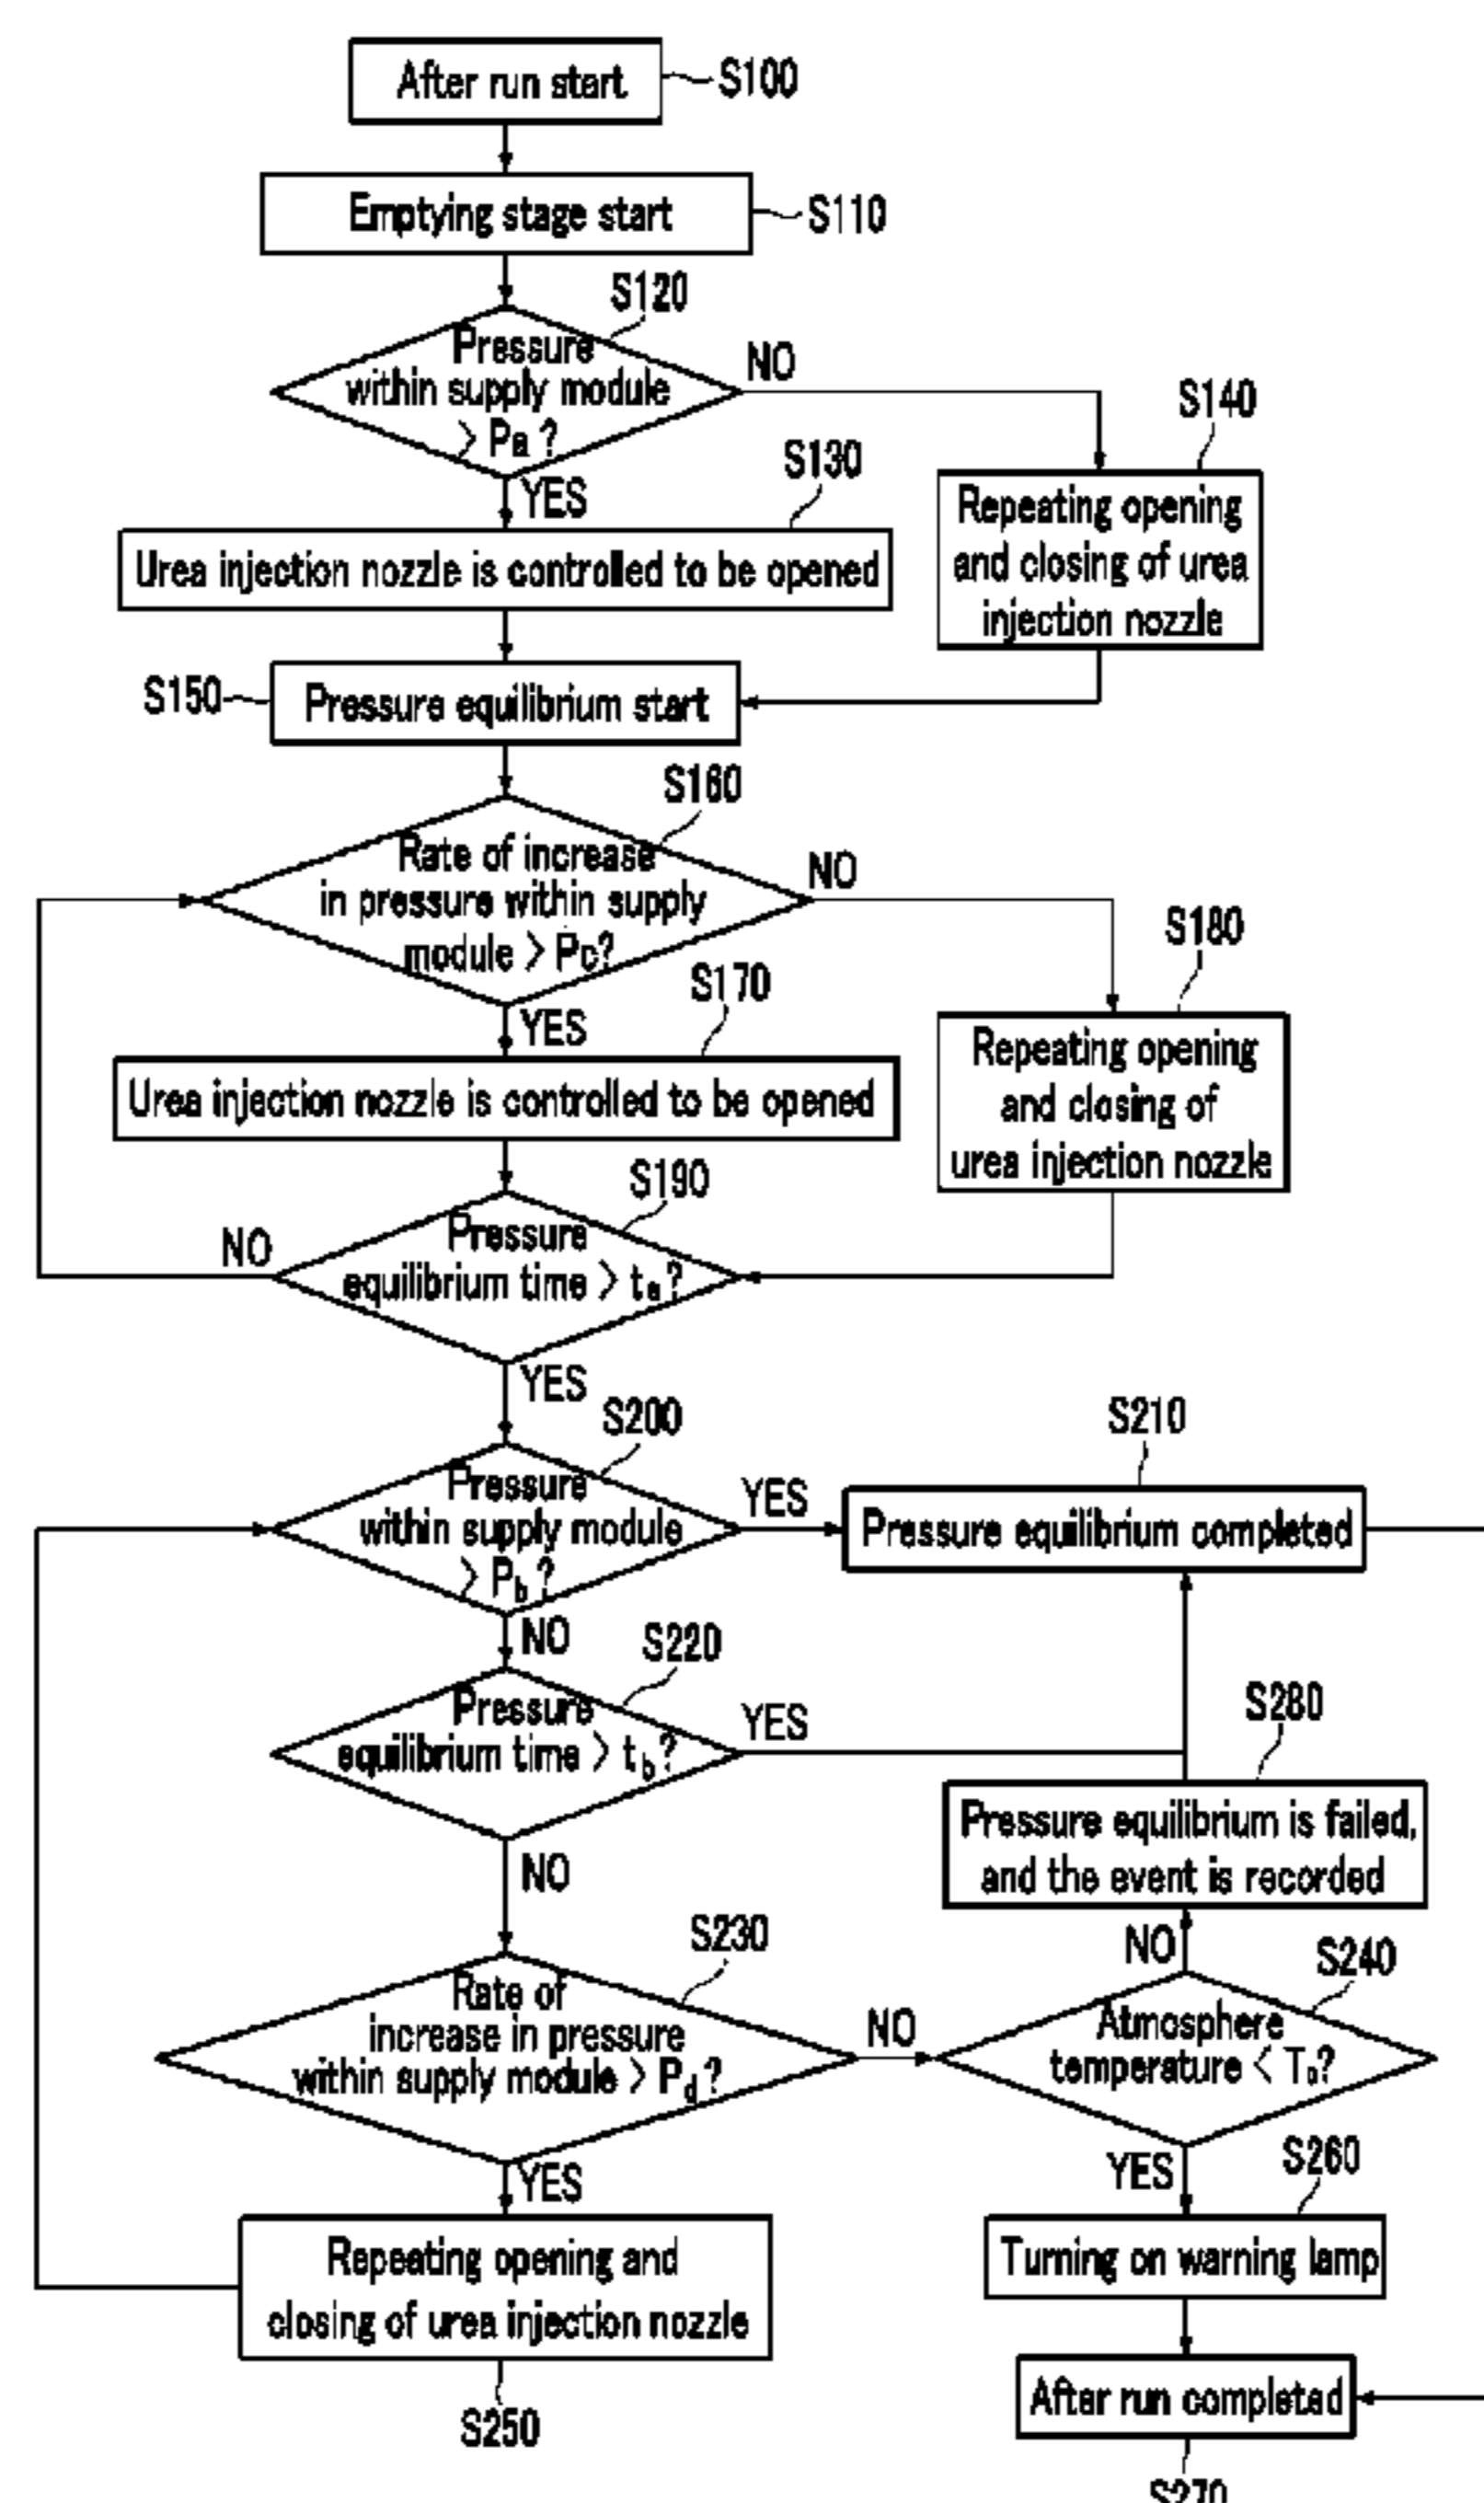 After run start
S100
Emptying stage start
S110
S120
Pressure
within supply module
> Pa ?
NO
YES
S130
Urea injection nozzle is controlled to be opened
S140
Repeating opening
and closing of urea
injection nozzle
S150
Pressure equilibrium start
S160
Rate of increase
in pressure within supply
module > Pc?
NO
YES
S170
Urea injection nozzle is controlled to be opened
S180
Repeating opening
and closing of
urea injection nozzle
S190
Pressure
equilibrium time > ta?
NO
YES
S200
Pressure
within supply module
> Pb ?
YES
NO
S210
Pressure equilibrium completed
S220
Pressure
equilibrium time > tb?
YES
NO
S280
Pressure equilibrium is failed,
and the event is recorded
S230
Rate of
increase in pressure
within supply module > Pd?
NO
YES
NO
S240
Atmosphere
temperature <
YES
S250
Repeating opening and
closing of urea injection nozzle
S260
Turning on warning lamp
After run completed
S270